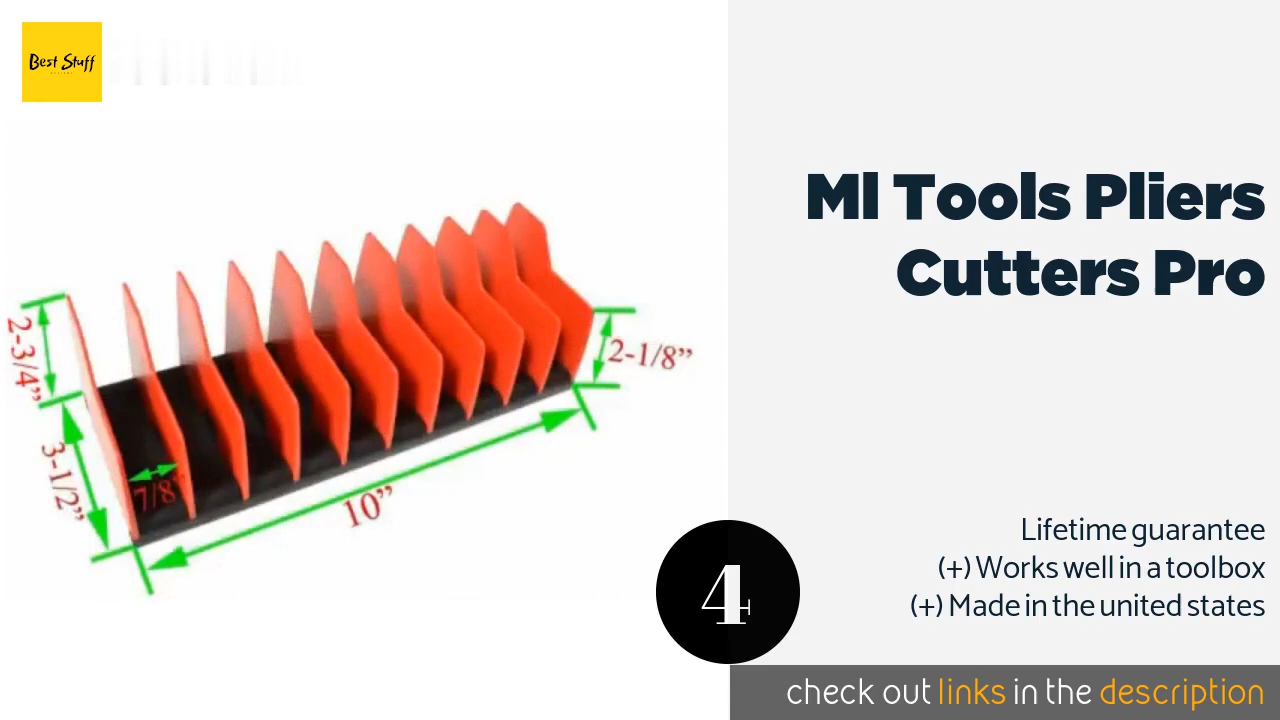 Best Stuff
Ml Tools Pliers
Cutters Pro
2-3/4”
2-1/8”
3-1/2”
7/8”
10”
4
Lifetime guarantee
(+) Works well in a toolbox
(+) Made in the united states
check out links in the description